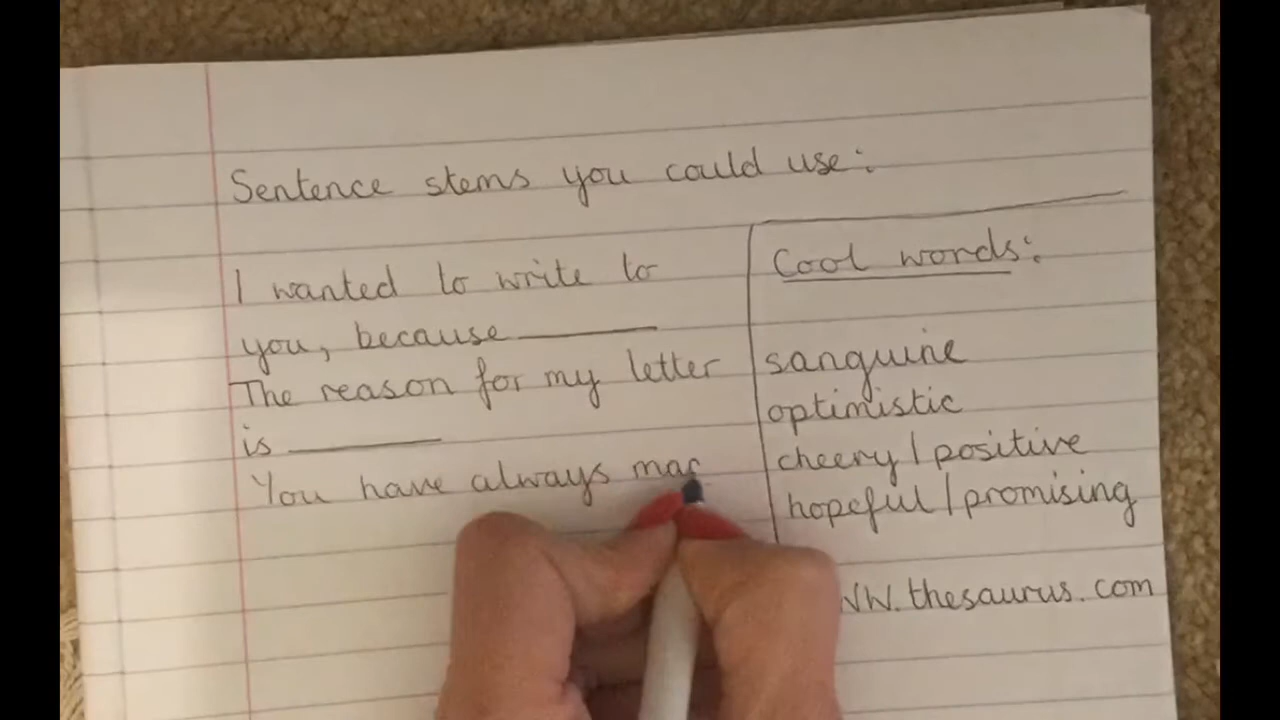 Sentence stems you could use:
I wanted to write to
you, because
The reason for my letter
is
You have always
Cool words:
sanguine
optimistic
cheery/positive
hopeful/promising
thesaurus.com